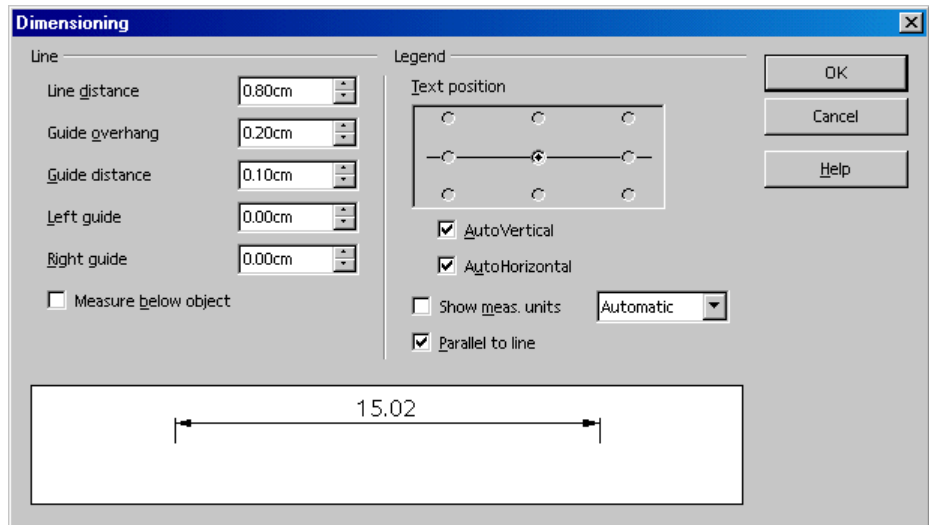 Dimensioning
Line
Line distance 0.80cm
Guide overhang 0.20cm
Guide distance 0.10cm
Left guide 0.00cm
Right guide 0.00cm
Measure below object
Legend
Text position
AutoVertical
AutoHorizontal
Show meas. units Automatic
Parallel to line
OK
Cancel
Help
15.02